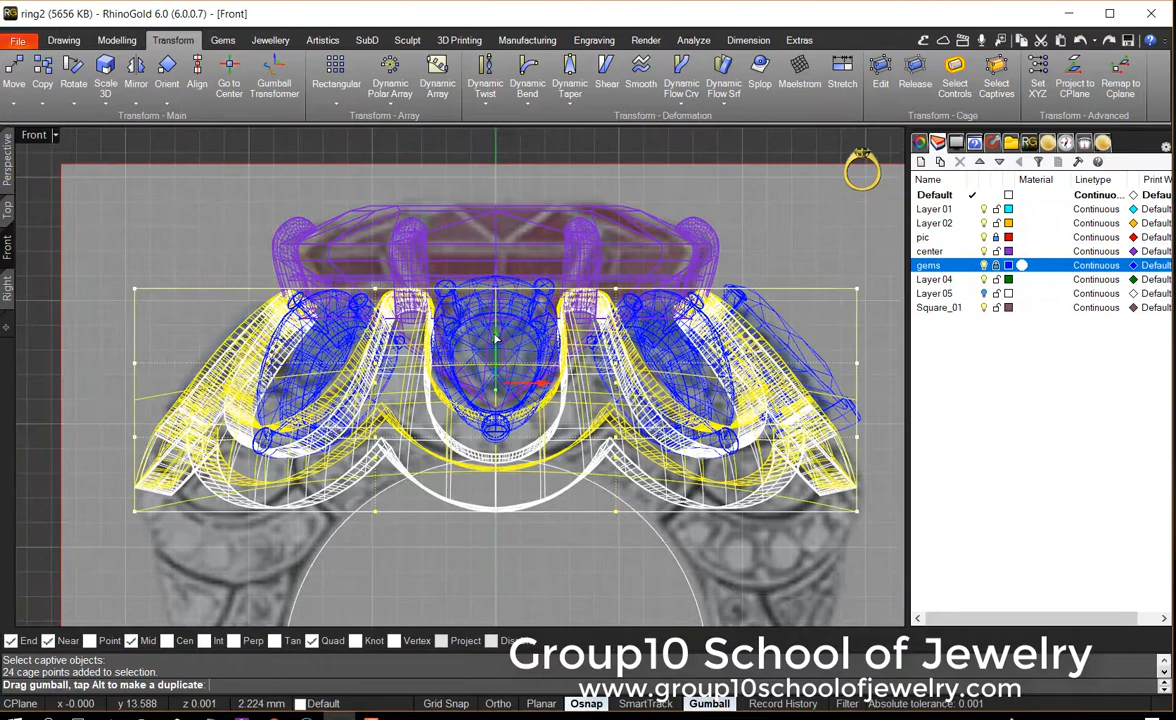 ring2 (5656 KB) - RhinoGold 6.0 (6.0.0.7) - [Front]
File Drawing Modelling Transform Gems Jewellery Artistics SubD Sculpt 3D Printing Manufacturing Engraving Render Analyze Dimension Extras
Move Copy Rotate Scale 3D Mirror Orient Align Go to Center Gumball Transformer Rectangular Dynamic Polar Array Dynamic Array Dynamic Twist Dynamic Bend Dynamic Taper Shear Smooth Dynamic Flow Crv Dynamic Flow Srf Splop Maelstrom Stretch Edit Release Select Controls Select Captives Set XYZ Project to CPlane Remap to Cplane
Transform - Main Transform - Array Transform - Deformation Transform - Cage Transform - Advanced
Front
Perspective
Top
Front
Right
Name Material Linetype Print W
Default Continuo... Default
Layer 01 Continuous Default
Layer 02 Continuous Default
pic Continuous Default
center Continuous Default
gems Continuous Default
Layer 04 Continuous Default
Layer 05 Continuous Default
Square_01 Continuous Default
End Near Point Mid Cen Int Perp Tan Quad Knot Vertex Project
Select captive objects:
24 cage points added to selection.
Drag gumball, tap Alt to make a duplicate:
Group10 School of Jewelry
www.group10schoolofjewelry.com
CPlane x -0.000 y 13.588 z 0.001 2.224 mm Default Grid Snap Ortho Planar Osnap SmartTrack Gumball Record History Filter Absolute tolerance: 0.001